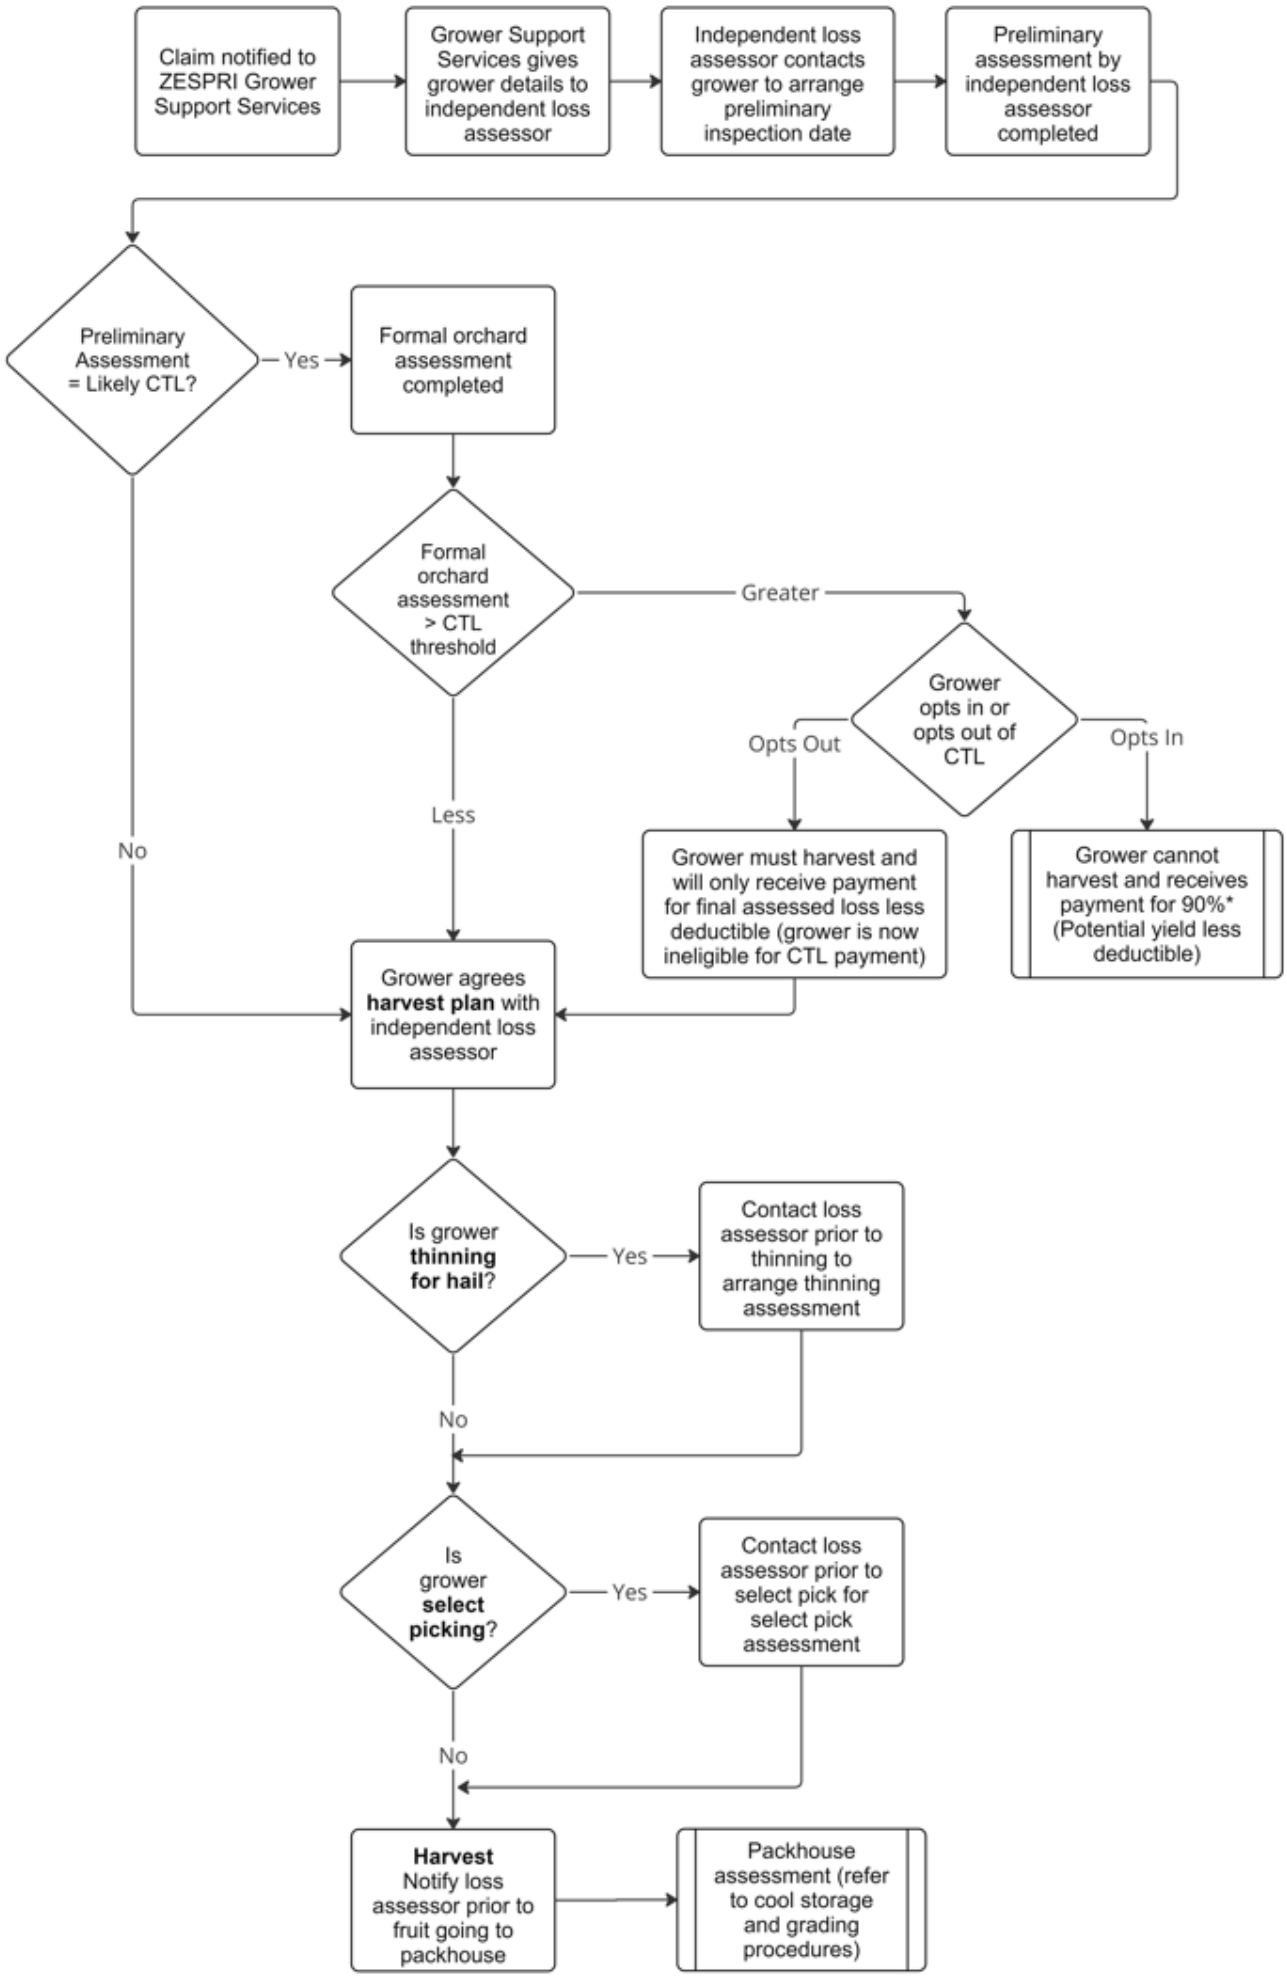 Claim notified to
ZESPRI Grower
Support Services
Grower Support
Services gives
grower details to
independent loss
assessor
Independent loss
assessor contacts
grower to arrange
preliminary
inspection date
Preliminary
assessment by
independent loss
assessor
completed
Preliminary
Assessment
= Likely CTL?
Yes
Formal orchard
assessment
completed
Formal
orchard
assessment
> CTL
threshold
Greater
Grower
opts in or
opts out of
CTL
Opts Out
Opts In
Less
No
Grower must harvest and
will only receive payment
for final assessed loss less
deductible (grower is now
ineligible for CTL payment)
Grower cannot
harvest and receives
payment for 90%*
(Potential yield less
deductible)
Grower agrees
harvest plan with
independent loss
assessor
Is grower
thinning
for hail?
Yes
Contact loss
assessor prior to
thinning to
arrange thinning
assessment
No
Is
grower
select
picking?
Yes
Contact loss
assessor prior to
select pick for
select pick
assessment
No
Harvest
Notify loss
assessor prior to
fruit going to
packhouse
Packhouse
assessment (refer
to cool storage
and grading
procedures)